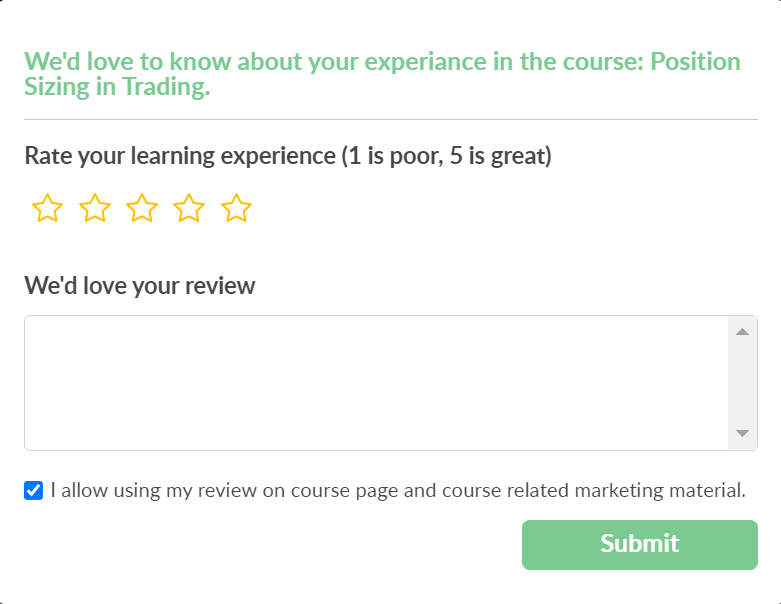 We'd love to know about your experiance in the course: Position
Sizing in Trading.
Rate your learning experience (1 is poor, 5 is great)
We'd love your review
I allow using my review on course page and course related marketing material.
Submit